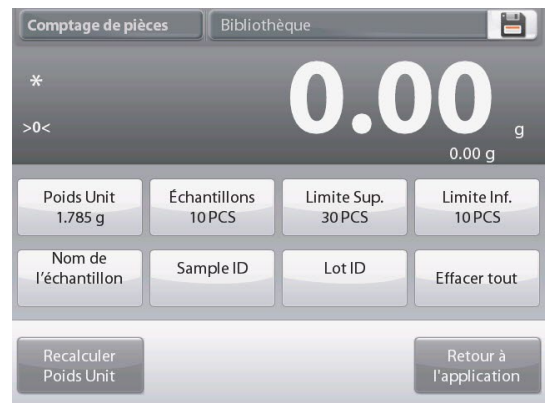 Comptage de pièces
Bibliothèque
*
>0<
0.00 g
0.00 g
Poids Unit
1.785 g
Échantillons
10 PCS
Limite Sup.
30 PCS
Limite Inf.
10 PCS
Nom de
l'échantillon
Sample ID
Lot ID
Effacer tout
Recalculer
Poids Unit
Retour à
l'application